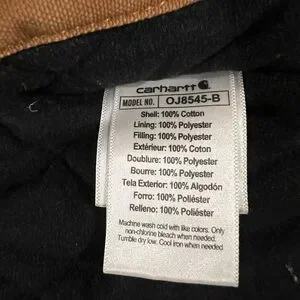 carhartt
MODEL NO. OJ8545-B
Shell: 100% Cotton
Lining: 100% Polyester
Filling: 100% Polyester
Extérieur: 100% Coton
Doublure: 100% Polyester
Bourre: 100% Polyester
Tela Exterior: 100% Algodón
Forro: 100% Poliéster
Relleno: 100% Poliéster
Machine wash cold with like colors. Only
non-chlorine bleach when needed.
Tumble dry low. Cool iron when needed.